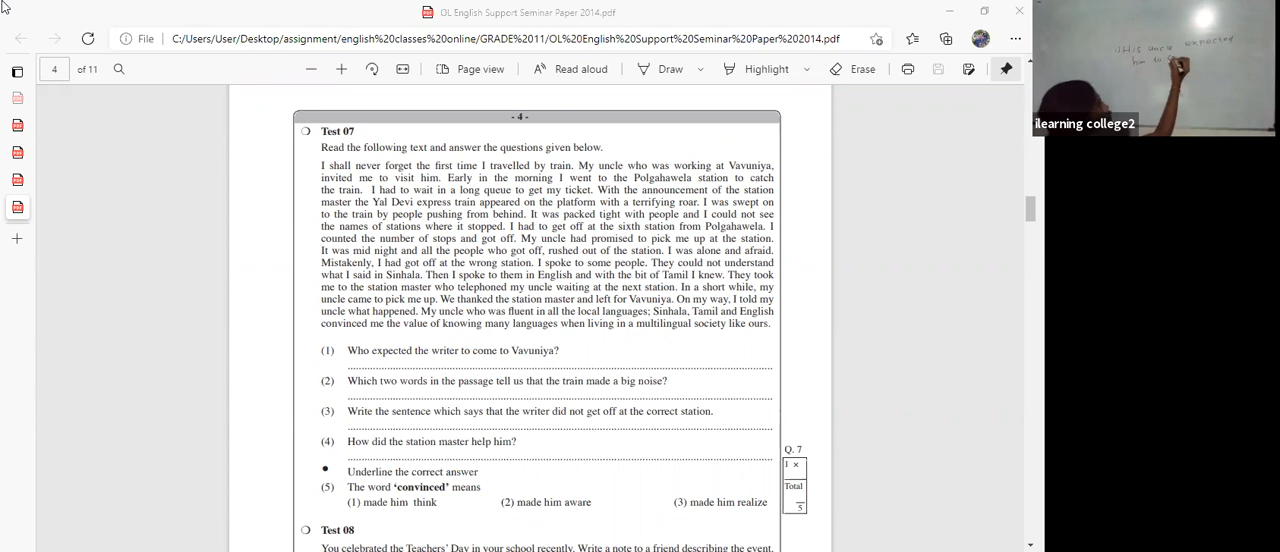 OL English Support Seminar Paper 2014.pdf
File C:/Users/User/Desktop/assignment/english%20classes%20online/GRADE%2011/OL%20English%20Support%20Seminar%20Paper%202014.pdf
4 of 11 Page view Read aloud Draw Highlight Erase
1) His uncle expected
him to
ilearning college2
- 4 -
Test 07
Read the following text and answer the questions given below.
I shall never forget the first time I travelled by train. My uncle who was working at Vavuniya,
invited me to visit him. Early in the morning I went to the Polgahawela station to catch
the train. I had to wait in a long queue to get my ticket. With the announcement of the station
master the Yal Devi express train appeared on the platform with a terrifying roar. I was swept on
to the train by people pushing from behind. It was packed tight with people and I could not see
the names of stations where it stopped. I had to get off at the sixth station from Polgahawela. I
counted the number of stops and got off. My uncle had promised to pick me up at the station.
It was mid night and all the people who got off, rushed out of the station. I was alone and afraid.
Mistakenly, I had got off at the wrong station. I spoke to some people. They could not understand
what I said in Sinhala. Then I spoke to them in English and with the bit of Tamil I knew. They took
me to the station master who telephoned my uncle waiting at the next station. In a short while, my
uncle came to pick me up. We thanked the station master and left for Vavuniya. On my way, I told my
uncle what happened. My uncle who was fluent in all the local languages; Sinhala, Tamil and English
convinced me the value of knowing many languages when living in a multilingual society like ours.
(1) Who expected the writer to come to Vavuniya?
(2) Which two words in the passage tell us that the train made a big noise?
(3) Write the sentence which says that the writer did not get off at the correct station.
(4) How did the station master help him?
Q. 7
1 ×
Total
5
• Underline the correct answer
(5) The word ‘convinced’ means
(1) made him think (2) made him aware (3) made him realize
Test 08
You celebrated the Teachers' Day in your school recently. Write a note to a friend describing the event.